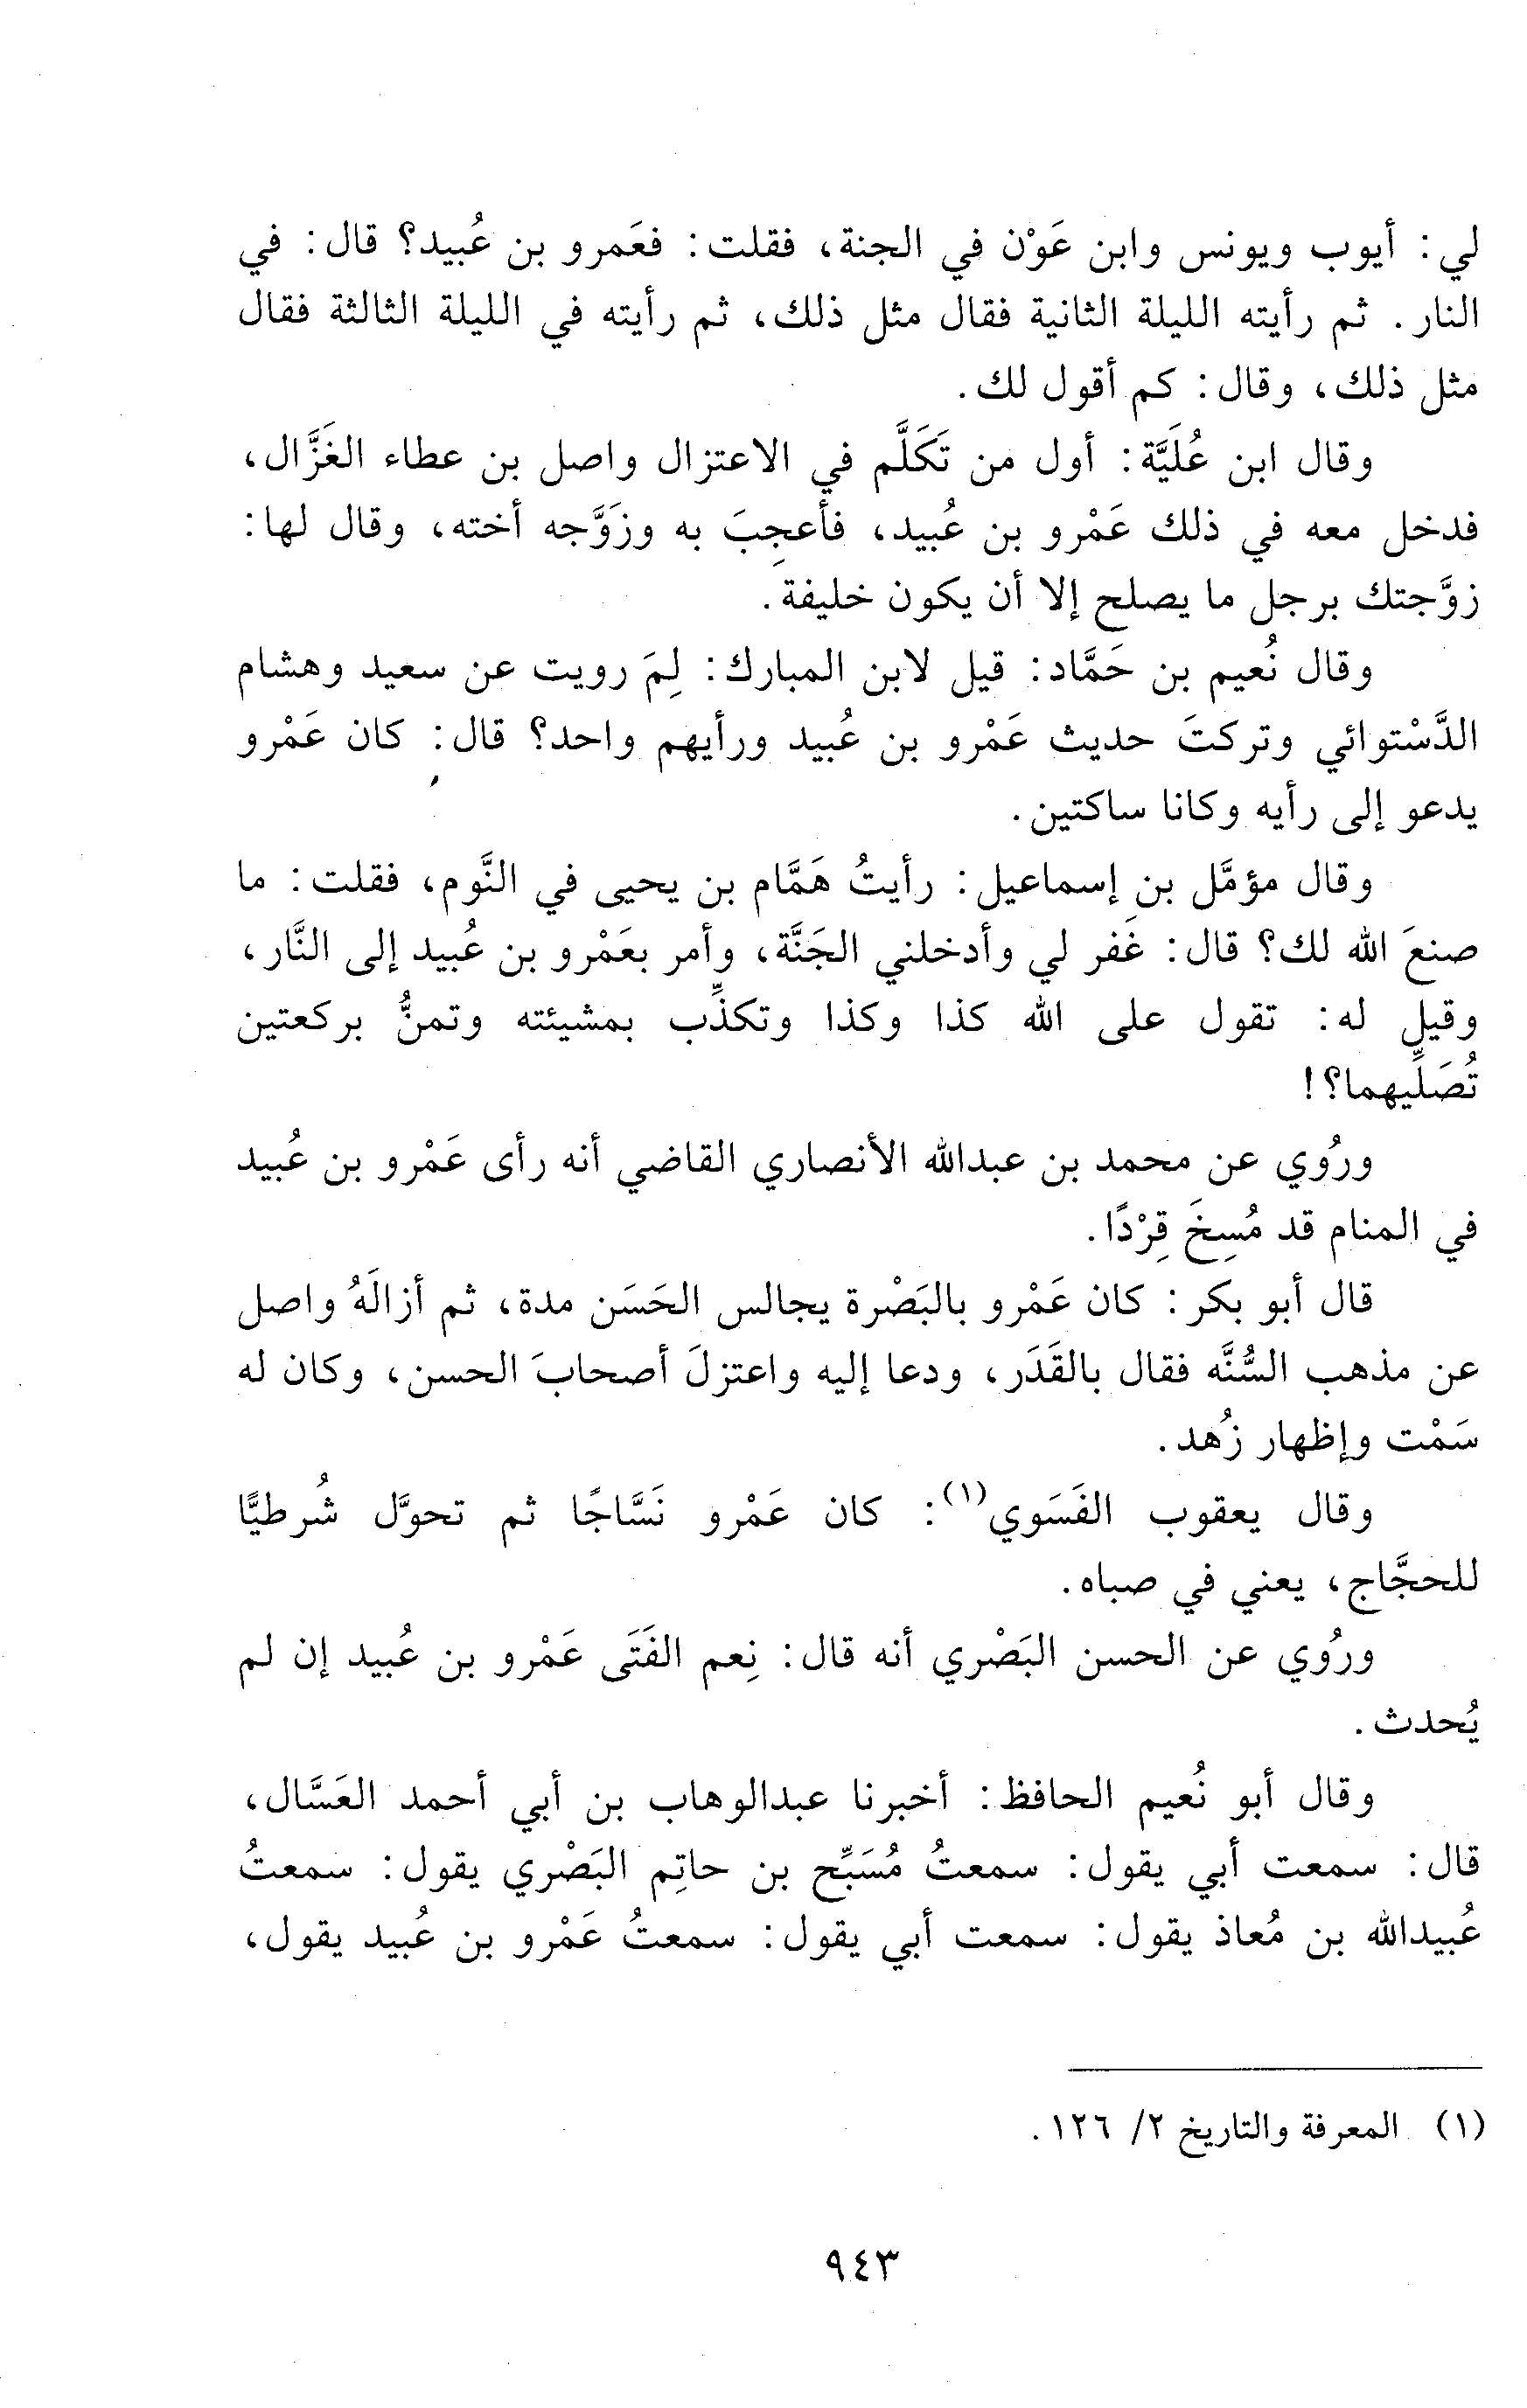 لي: أيوب ويونس وابن عَوْن في الجنة، فقلت: فعَمرو بن عُبيد؟ قال: في
النار. ثم رأيته الليلة الثانية فقال مثل ذلك، ثم رأيته في الليلة الثالثة فقال
مثل ذلك، وقال: كم أقول لك.
وقال ابن عُلَيَّة: أول من تَكَلَّم في الاعتزال واصل بن عطاء الغَزَّال،
فدخل معه في ذلك عَمْرو بن عُبيد، فأعجِبَ به وزَوَّجه أخته، وقال لها:
زوَّجتك برجل ما يصلح إلا أن يكون خليفة.
وقال نُعيم بن حَمَّاد: قيل لابن المبارك: لِمَ رويت عن سعيد وهشام
الدَّسْتوائي وتركتَ حديث عَمْرو بن عُبيد ورأيهم واحد؟ قال: كان عَمْرو
يدعو إلى رأيه وكانا ساكتين.
وقال مؤمَّل بن إسماعيل: رأيتُ هَمَّام بن يحيى في النَّوم، فقلت: ما
صنعَ الله لك؟ قال: غَفر لي وأدخلني الجَنَّة، وأمر بعَمْرو بن عُبيد إلى النَّار،
وقيل له: تقول على الله كذا وكذا وتكذِّب بمشيئته وتمنُّ بركعتين
تُصَلِّيهما؟!
ورُوي عن محمد بن عبدالله الأنصاري القاضي أنه رأى عَمْرو بن عُبيد
في المنام قد مُسِخَ قِرْدًا.
قال أبو بكر: كان عَمْرو بالبَصْرة يجالس الحَسَن مدة، ثم أزالَهُ واصل
عن مذهب السُّنَّه فقال بالقَدَر، ودعا إليه واعتزلَ أصحابَ الحسن، وكان له
سَمْت وإظهار زُهد.
وقال يعقوب الفَسَوي(١): كان عَمْرو نَسَّاجًا ثم تحوَّل شُرطيًّا
للحجَّاج، يعني في صباه.
ورُوي عن الحسن البَصْري أنه قال: نِعم الفَتَى عَمْرو بن عُبيد إن لم
يُحدث.
وقال أبو نُعيم الحافظ: أخبرنا عبدالوهاب بن أبي أحمد العَسَّال،
قال: سمعت أبي يقول: سمعتُ مُسَبِّح بن حاتِم البَصْري يقول: سمعتُ
عُبيدالله بن مُعاذ يقول: سمعت أبي يقول: سمعتُ عَمْرو بن عُبيد يقول،
(١) المعرفة والتاريخ ٢/ ١٢٦.
٩٤٣